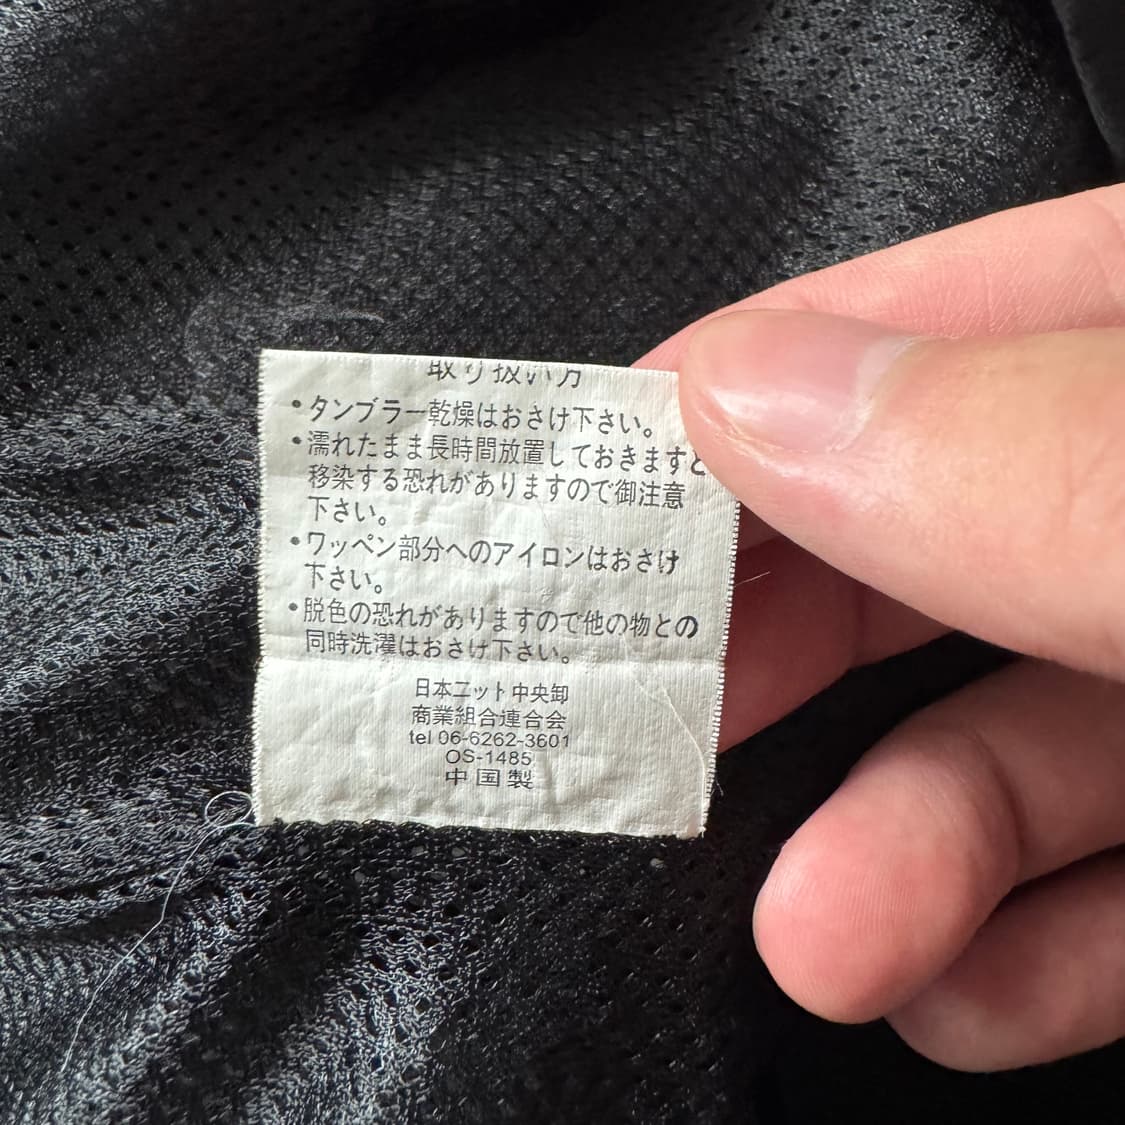 取り扱い方
•タンブラー乾燥はおさけ下さい。
•濡れたまま長時間放置しておきますと
移染する恐れがありますので御注意
下さい。
•ワッペン部分へのアイロンはおさけ
下さい。
•脱色の恐れがありますので他の物との
同時洗濯はおさけ下さい。
日本ニット中央卸
商業組合連合会
tel 06-6262-3601
OS-1485
中国製